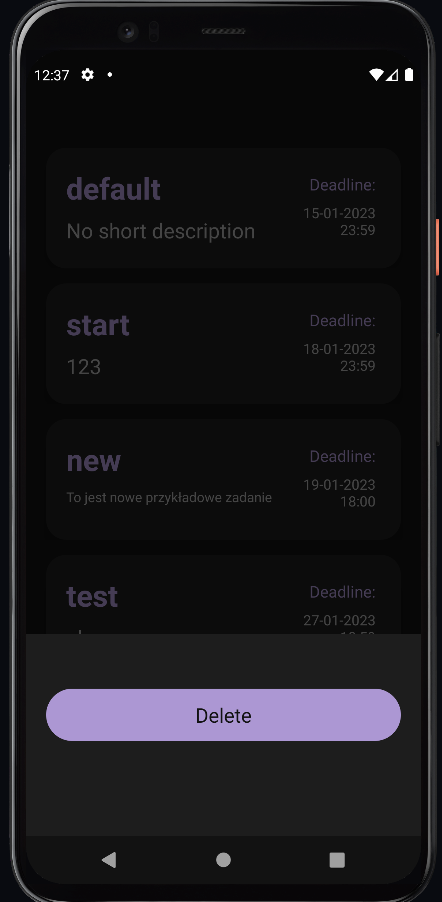 12:37
default
Deadline:
No short description
15-01-2023
23:59
start
Deadline:
123
18-01-2023
23:59
new
Deadline:
To jest nowe przykładowe zadanie
19-01-2023
18:00
test
Deadline:
27-01-2023
Delete